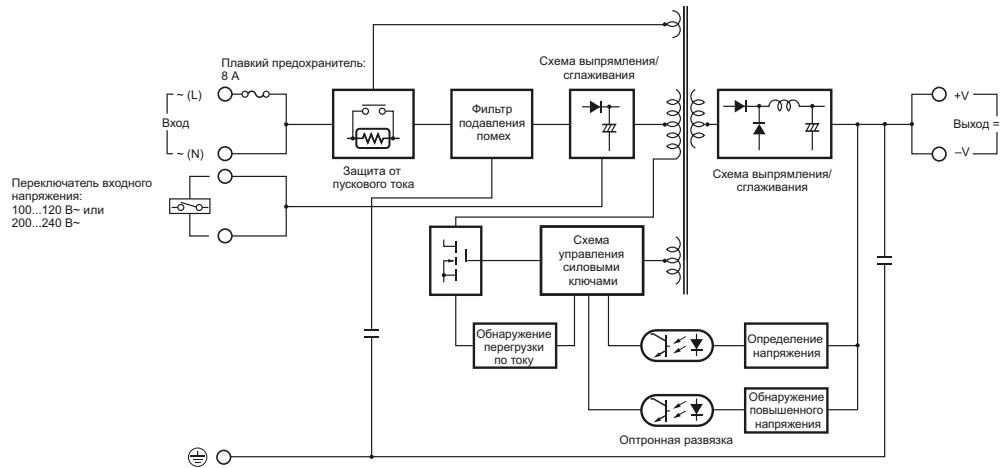 Плавкий предохранитель:
8 А
~ (L)
Вход
~ (N)
Переключатель входного
напряжения:
100...120 В~ или
200...240 В~
Защита от
пускового тока
Фильтр
подавления
помех
Схема выпрямления/
сглаживания
Схема выпрямления/
сглаживания
+V
Выход =
–V
Схема
управления
силовыми
ключами
Обнаружение
перегрузки
по току
Определение
напряжения
Обнаружение
повышенного
напряжения
Оптронная развязка